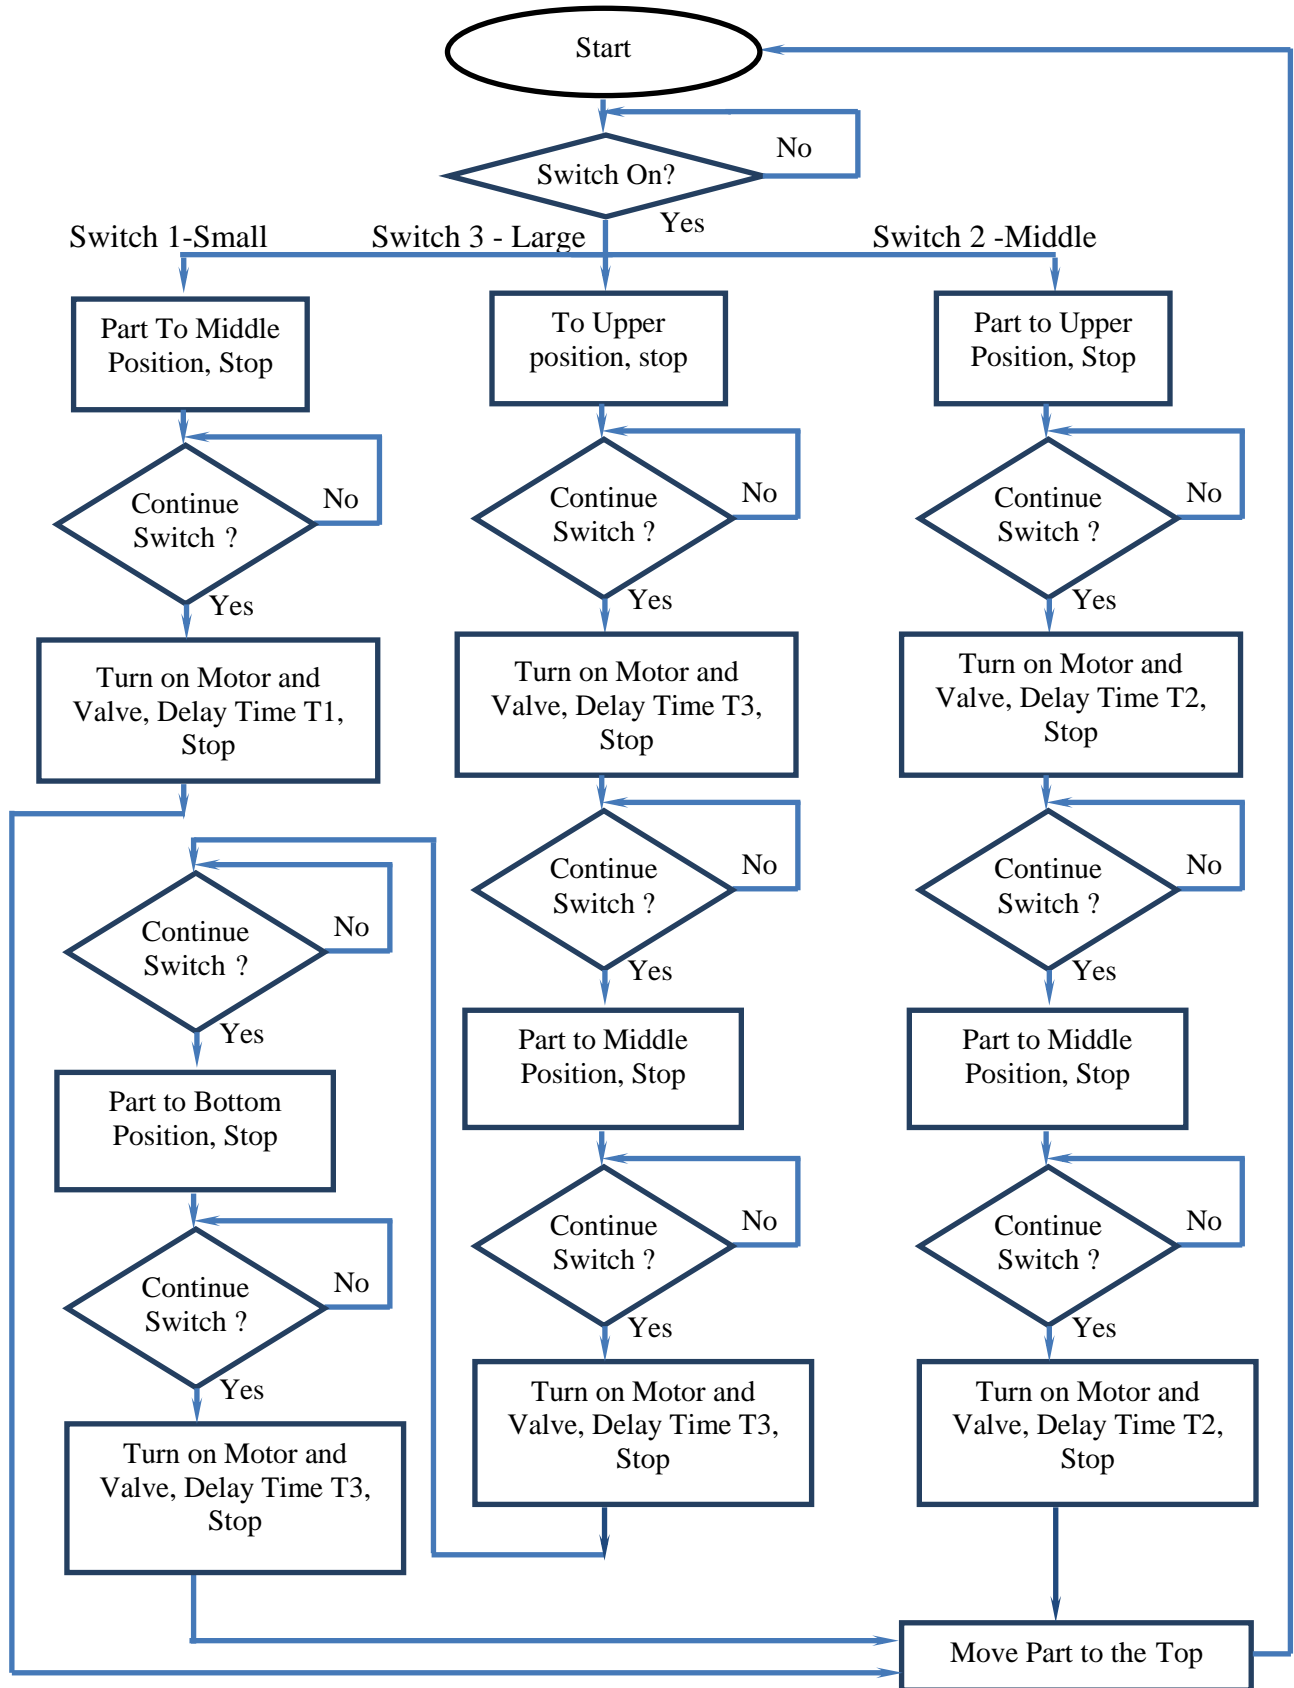 Start
No
Switch On?
Yes
Switch 1-Small
Switch 3 - Large
Switch 2 -Middle
Part To Middle
Position, Stop
To Upper
position, stop
Part to Upper
Position, Stop
Continue
Switch ?
No
Continue
Switch ?
No
Continue
Switch ?
No
Yes
Yes
Yes
Turn on Motor and
Valve, Delay Time T1,
Stop
Turn on Motor and
Valve, Delay Time T3,
Stop
Turn on Motor and
Valve, Delay Time T2,
Stop
Continue
Switch ?
No
Continue
Switch ?
No
Continue
Switch ?
No
Yes
Yes
Yes
Part to Bottom
Position, Stop
Part to Middle
Position, Stop
Part to Middle
Position, Stop
Continue
Switch ?
No
Continue
Switch ?
No
Continue
Switch ?
No
Yes
Yes
Yes
Turn on Motor and
Valve, Delay Time T3,
Stop
Turn on Motor and
Valve, Delay Time T3,
Stop
Turn on Motor and
Valve, Delay Time T2,
Stop
Move Part to the Top